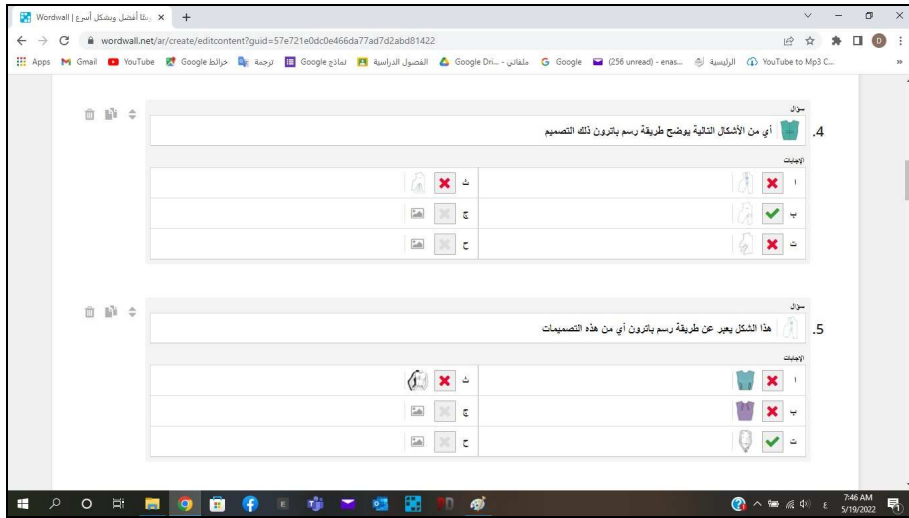 Wordwall | وبيئا أفضل وبشكل أسرع
wordwall.net/ar/create/editcontent?guid=57e721e0dc0e466da77ad7d2abd81422
Apps Gmail YouTube خرائط Google ترجمة نماذج Google الفصول الدراسية ملفاتي - Google Dri... Google (256 unread) - enas... الرئيسية YouTube to Mp3 C... »
سؤال
4. أي من الأشكال التالية يوضح طريقة رسم باترون ذلك التصميم
الإجابات
ا ث
ب ج
ت ح
سؤال
5. هذا الشكل يعبر عن طريقة رسم باترون أي من هذه التصميمات
الإجابات
ا ث
ب ج
ت ح
7:46 AM
ع
5/19/2022